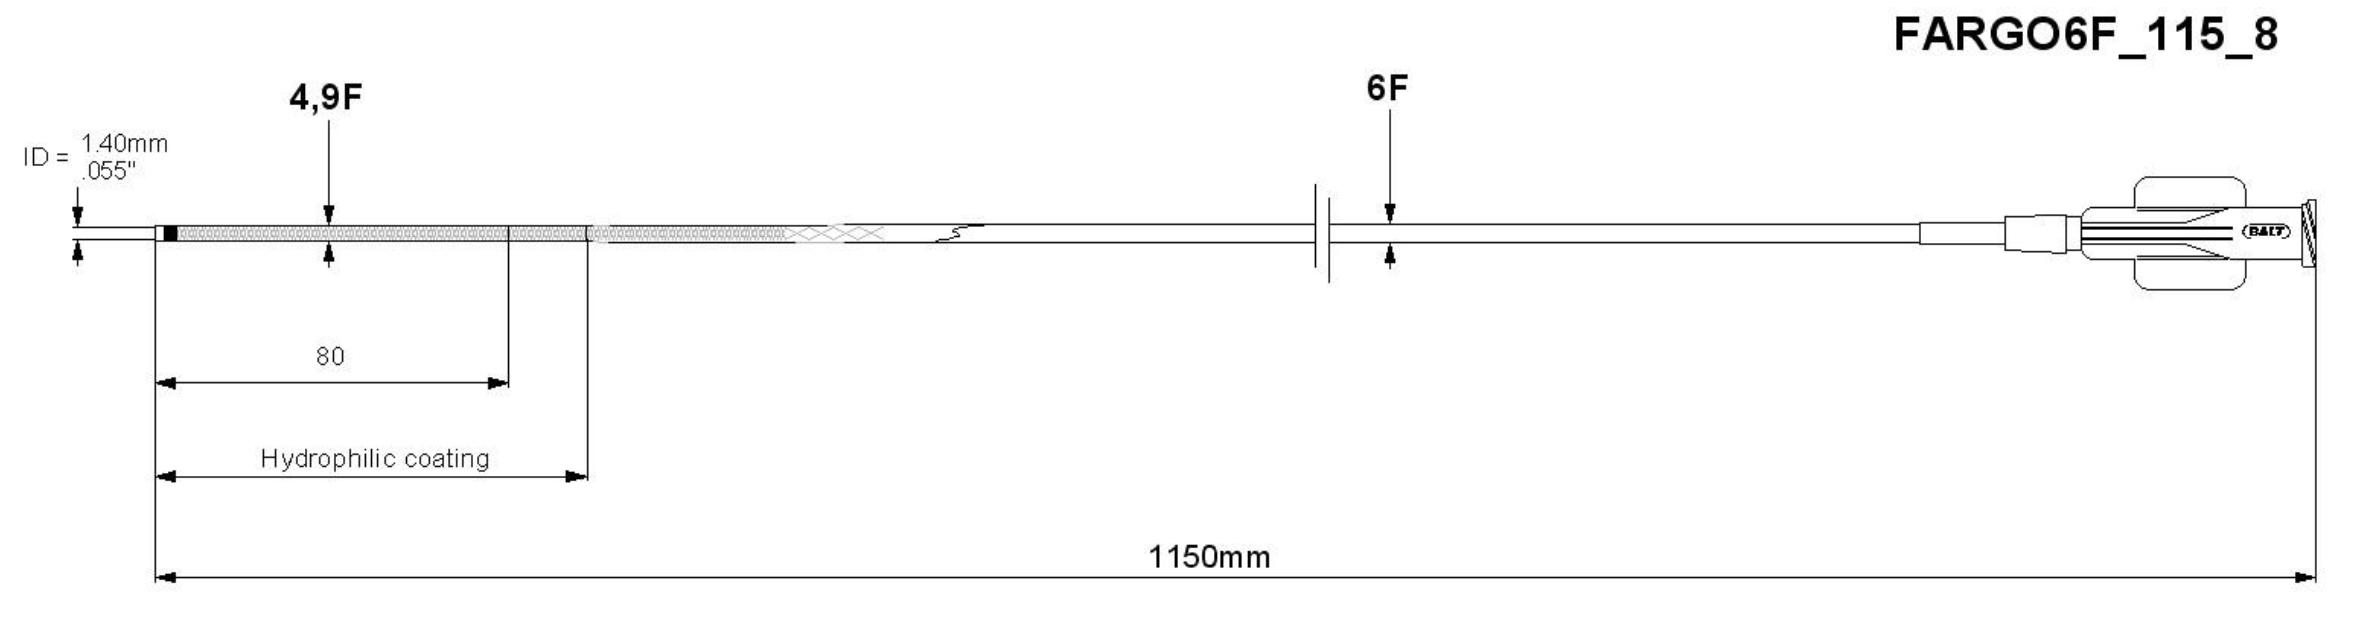 FARGO6F_115_8
4,9F
6F
ID = 1.40mm
.055"
BALT
80
Hydrophilic coating
1150mm